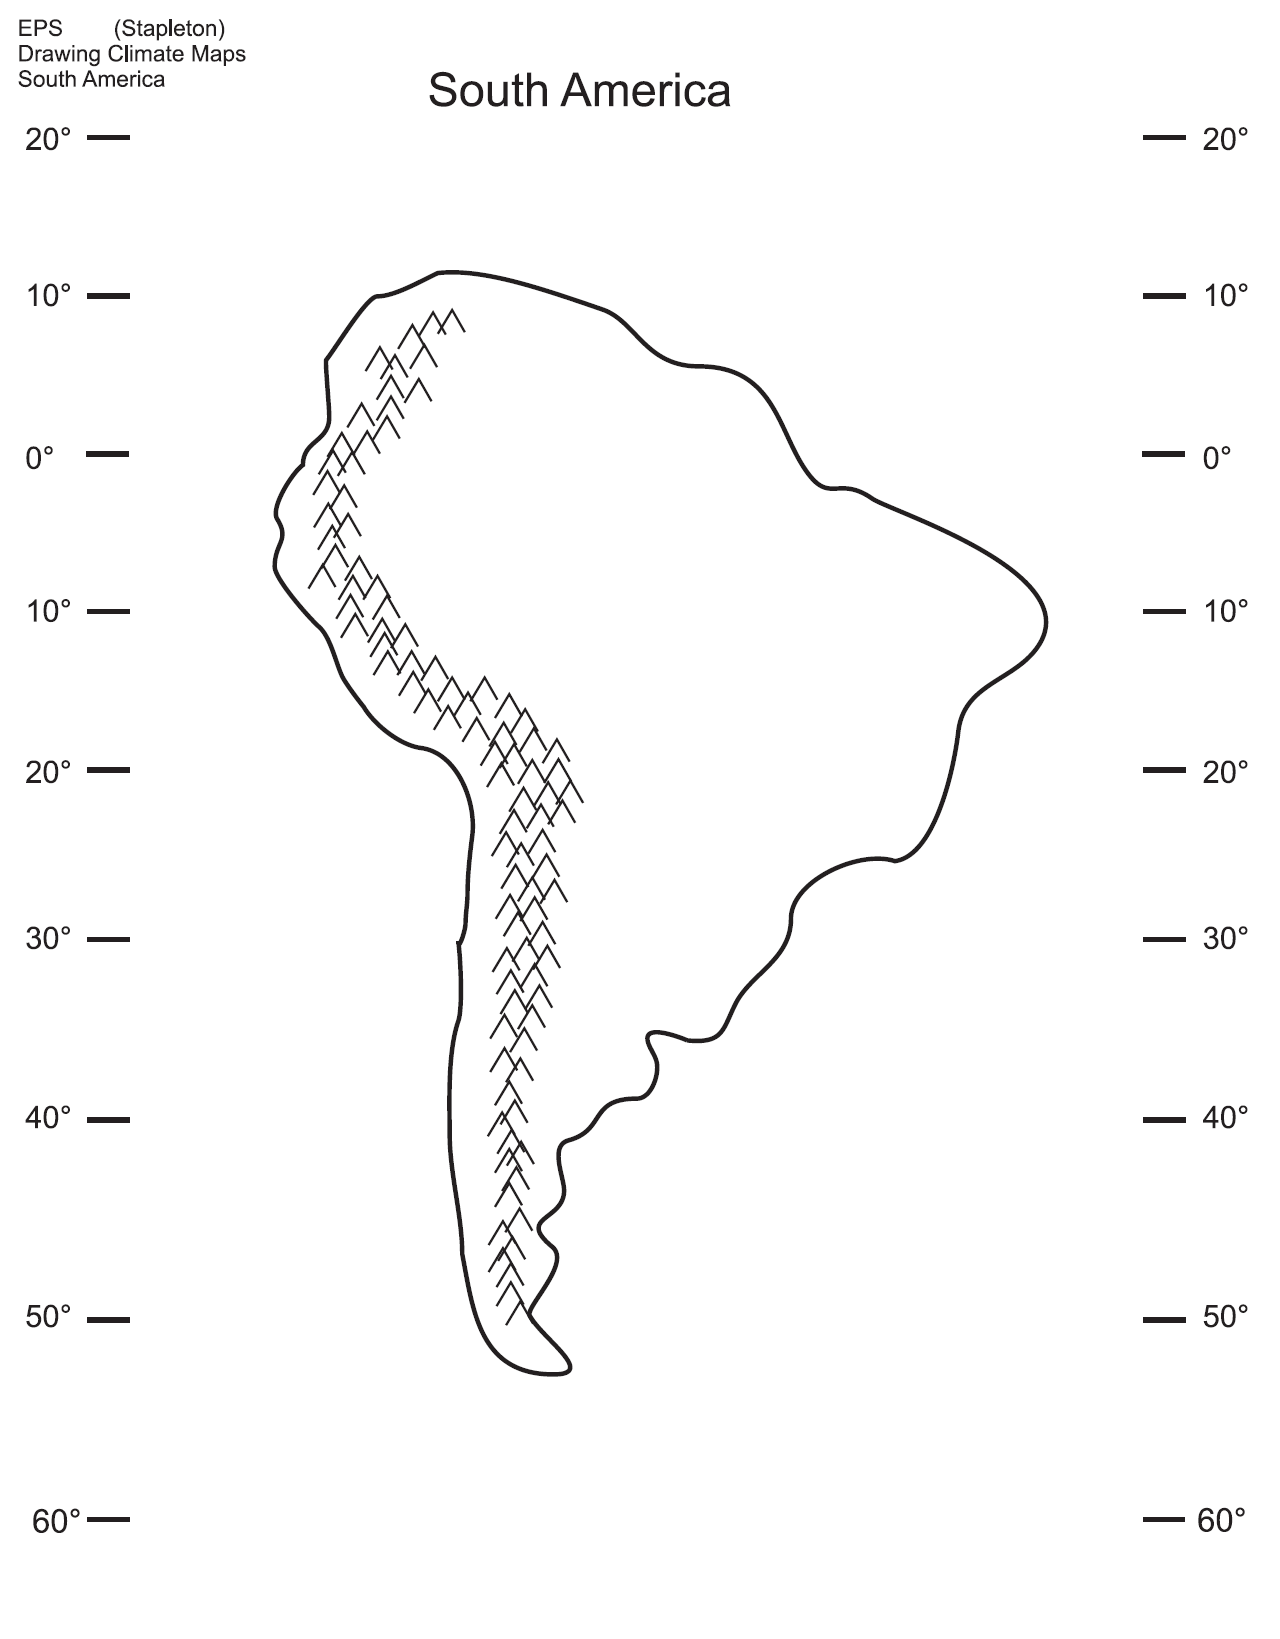 EPS (Stapleton)
Drawing Climate Maps
South America
South America
20° 20°
10° 10°
0° 0°
10° 10°
20° 20°
30° 30°
40° 40°
50° 50°
60° 60°